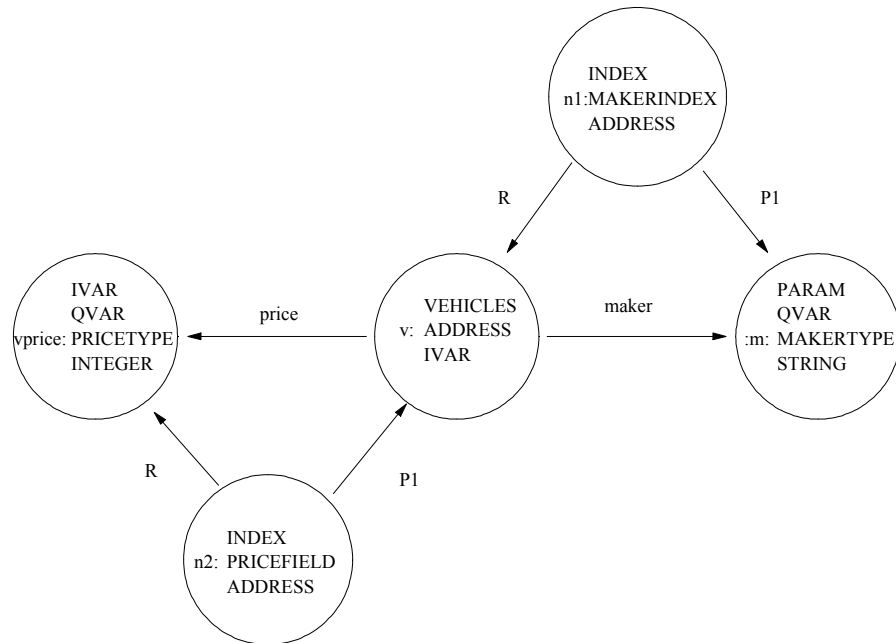 INDEX
n1:MAKERINDEX
ADDRESS
R
P1
IVAR
QVAR
vprice: PRICETYPE
INTEGER
price
VEHICLES
v: ADDRESS
IVAR
maker
PARAM
QVAR
:m: MAKERTYPE
STRING
R
P1
INDEX
n2: PRICEFIELD
ADDRESS